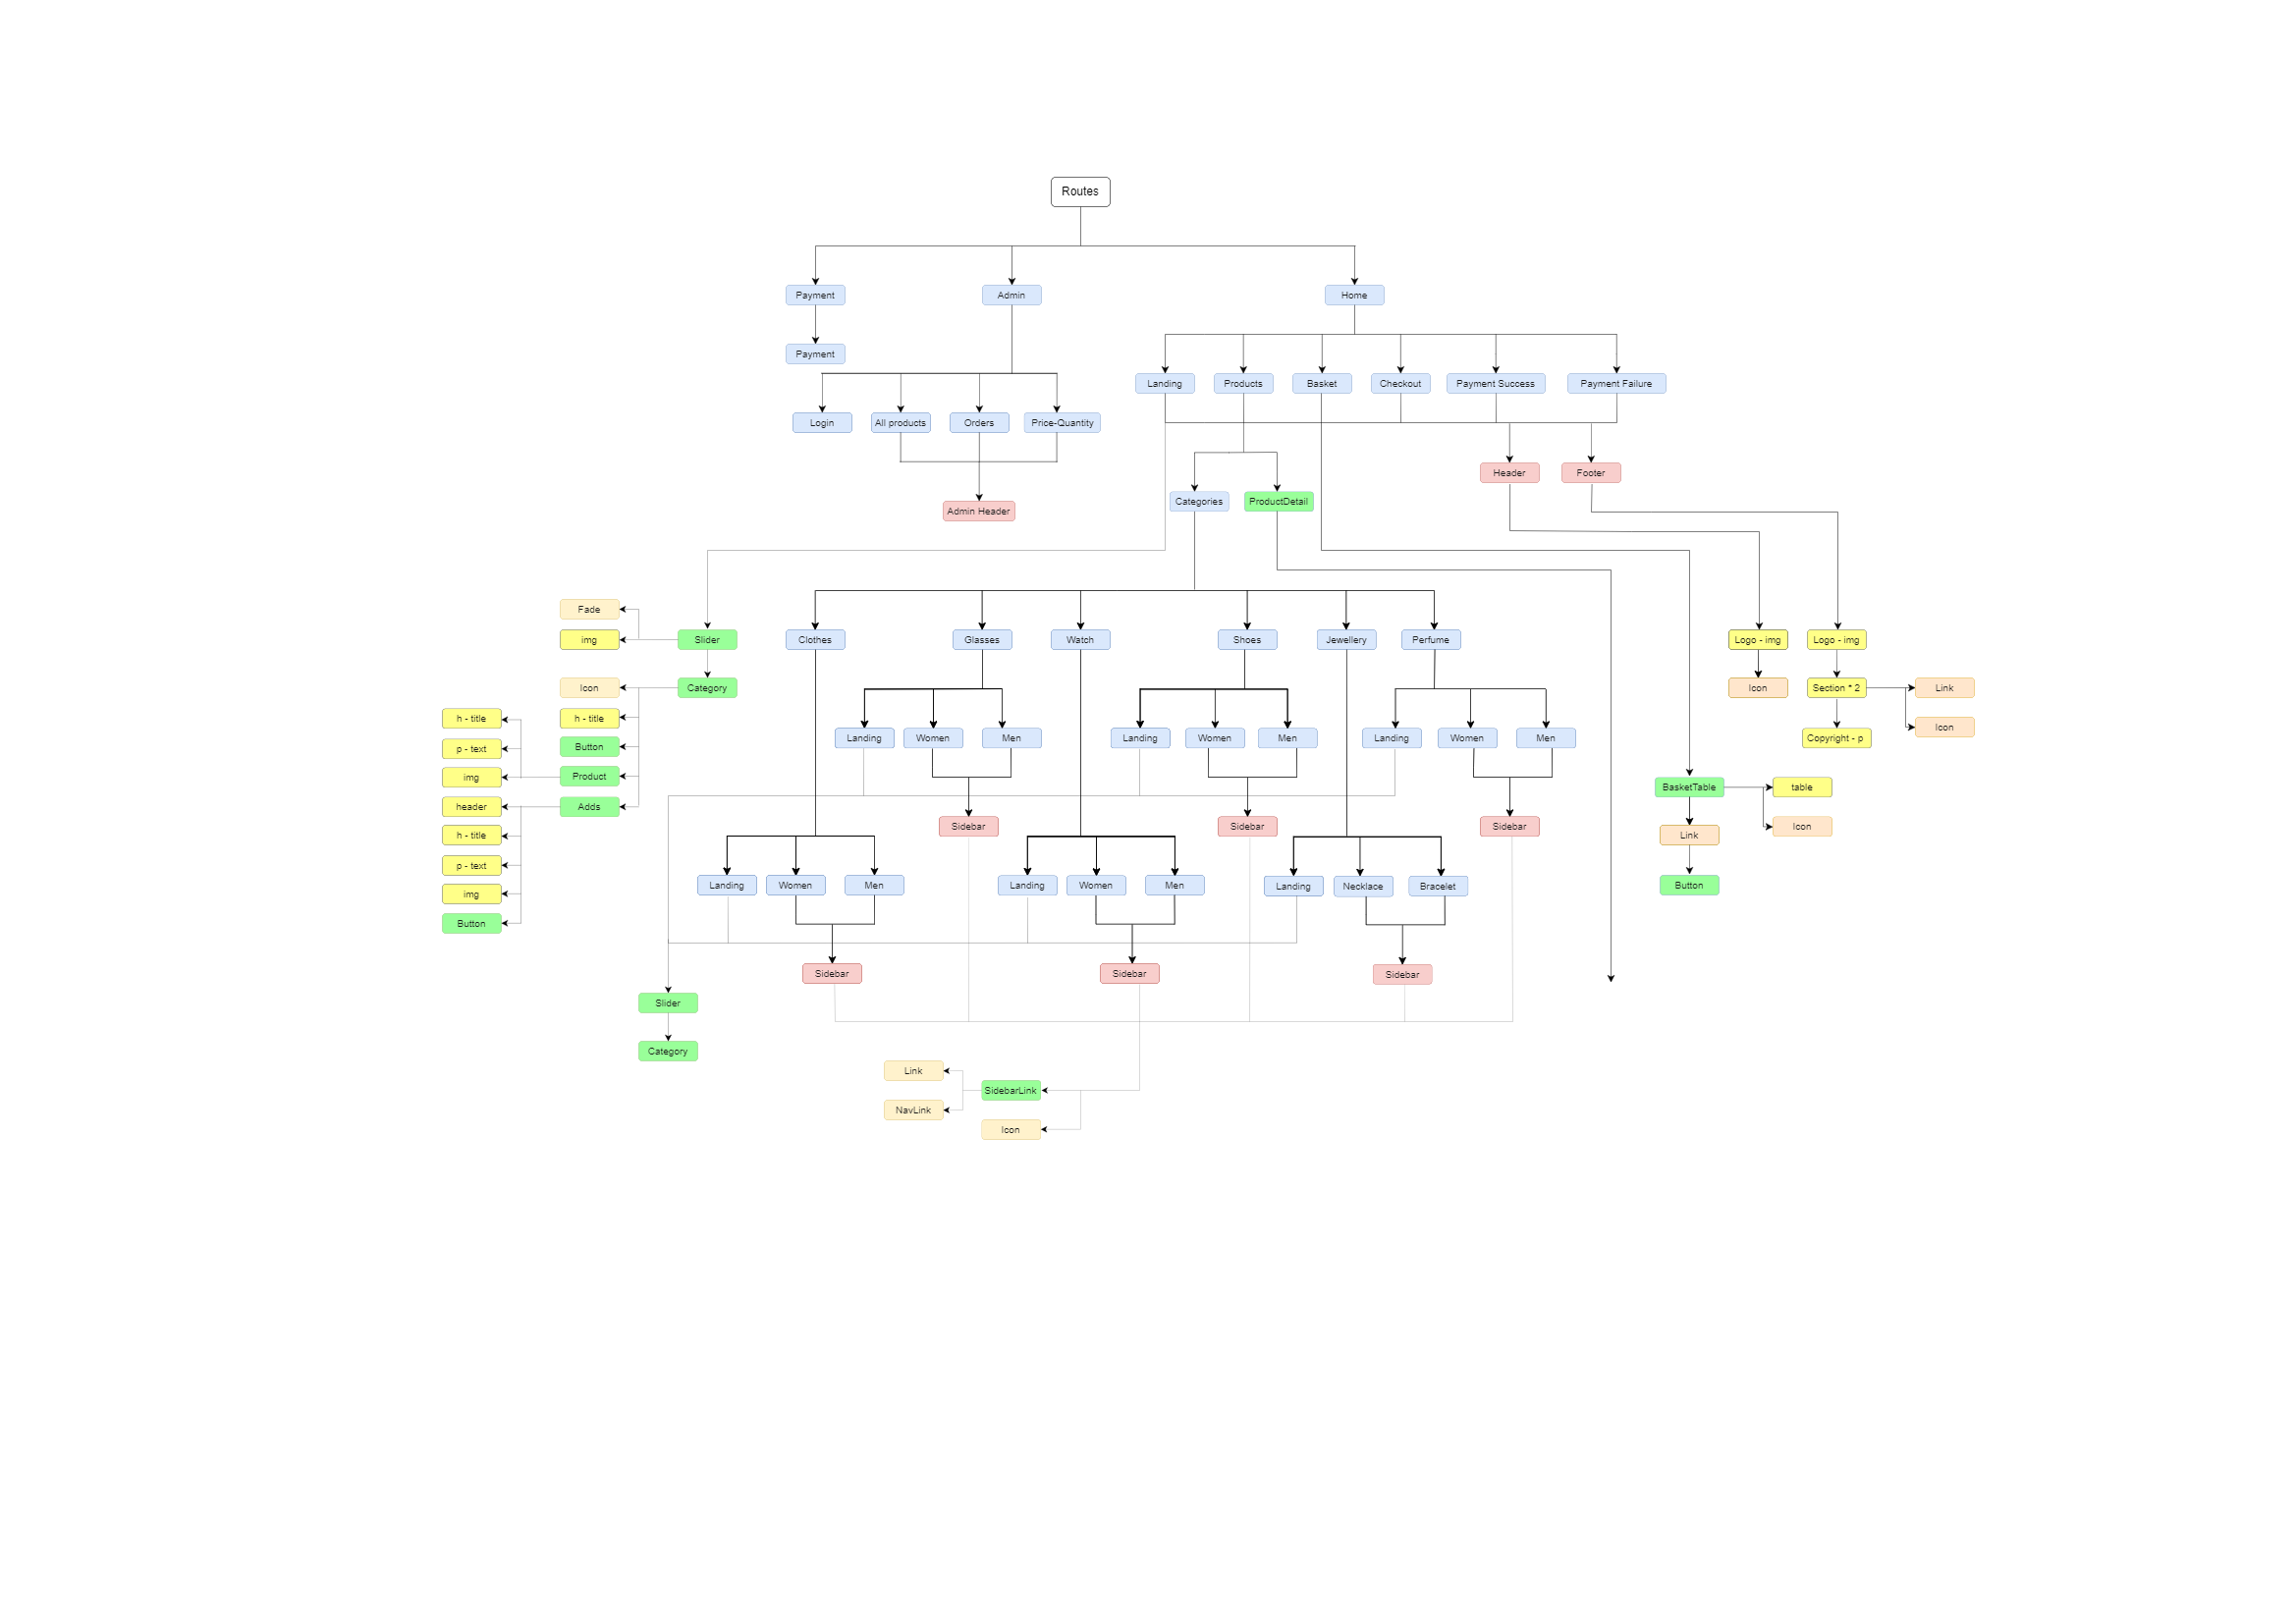 Routes
Payment
Admin
Home
Payment
Landing
Products
Basket
Checkout
Payment Success
Payment Failure
Login
All products
Orders
Price-Quantity
Header
Footer
Categories
ProductDetail
Admin Header
Fade
img
Slider
Clothes
Glasses
Watch
Shoes
Jewellery
Perfume
Logo - img
Logo - img
Icon
Category
Icon
Section * 2
Link
h - title
h - title
Icon
Landing
Women
Men
Landing
Women
Men
Landing
Women
Men
Copyright - p
p - text
Button
img
Product
BasketTable
table
header
Adds
Sidebar
Sidebar
Sidebar
Icon
h - title
Link
p - text
Landing
Women
Men
Landing
Women
Men
Landing
Necklace
Bracelet
Button
img
Button
Sidebar
Sidebar
Sidebar
Slider
Category
Link
SidebarLink
NavLink
Icon